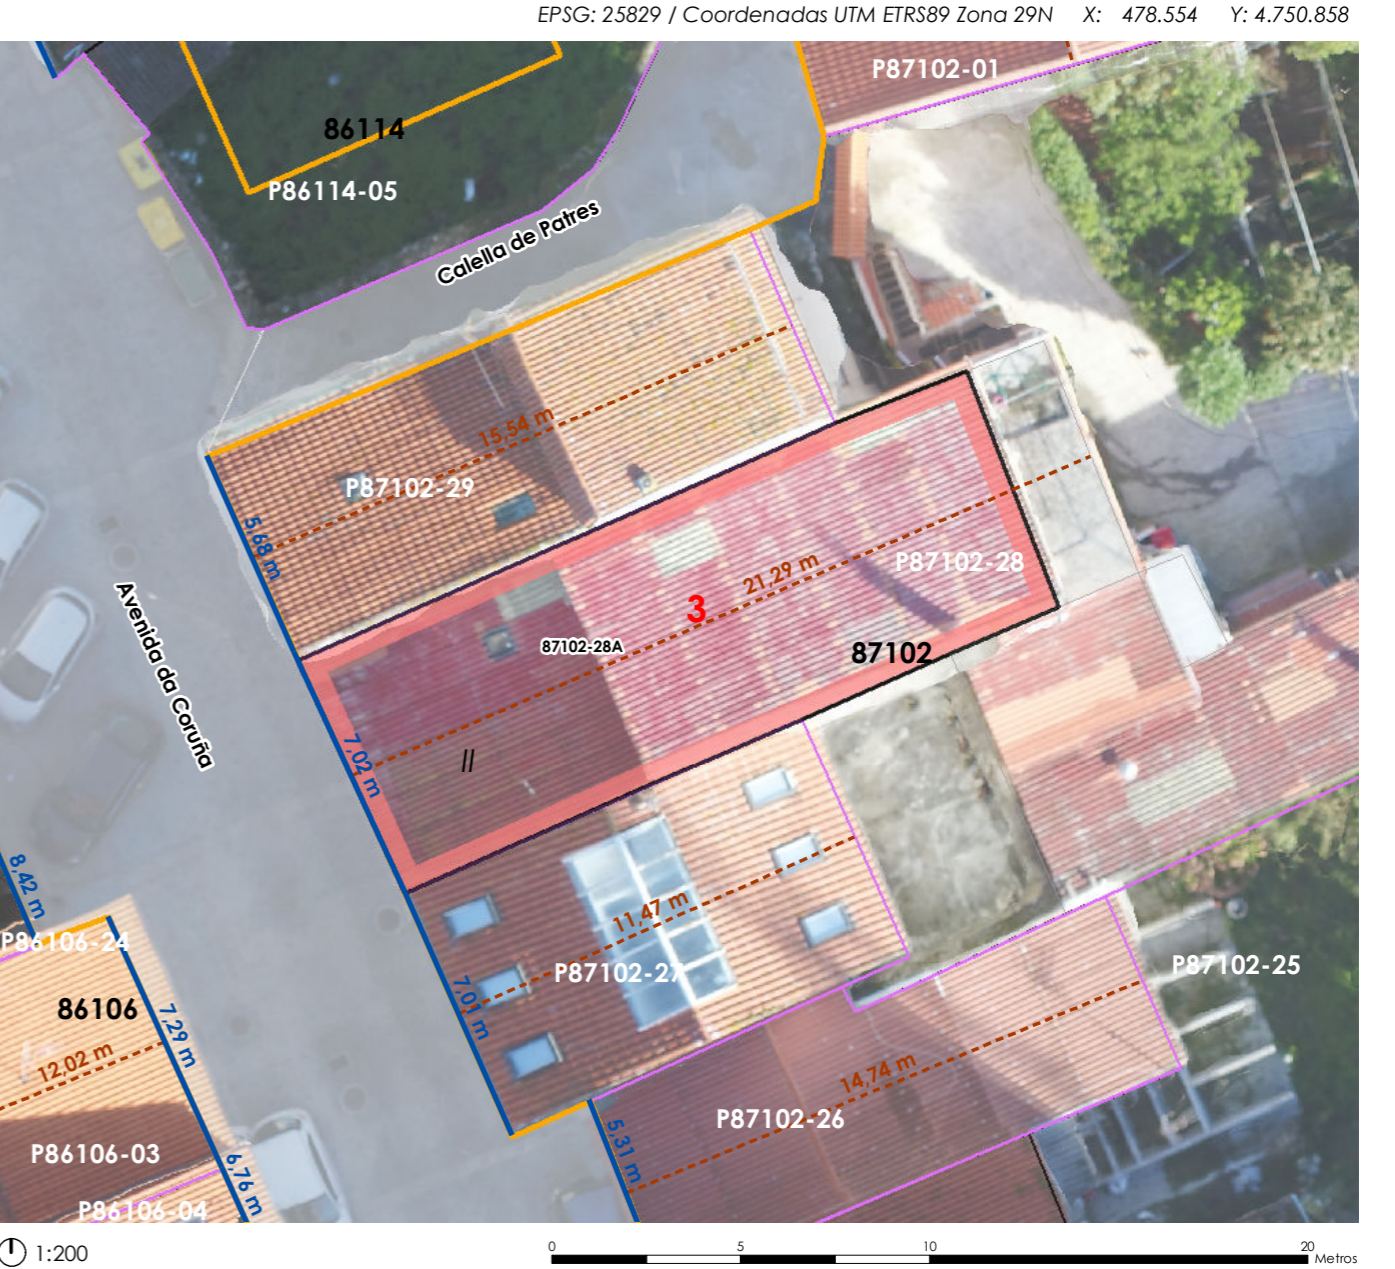 EPSG: 25829 / Coordenadas UTM ETRS89 Zona 29N X: 478.554 Y: 4.750.858
P87102-01
86114
P86114-05
Calella de Patres
15,54 m
P87102-29
5,68 m
21,29 m
P87102-28
3
87102-28A
87102
Avenida da Coruña
7,02 m
II
8,42 m
11,47 m
P86106-24
P87102-27
P87102-25
7,01 m
86106
7,29 m
12,02 m
14,74 m
P87102-26
5,31 m
P86106-03
6,76 m
P86106-04
1:200
0 5 10 20
Metros